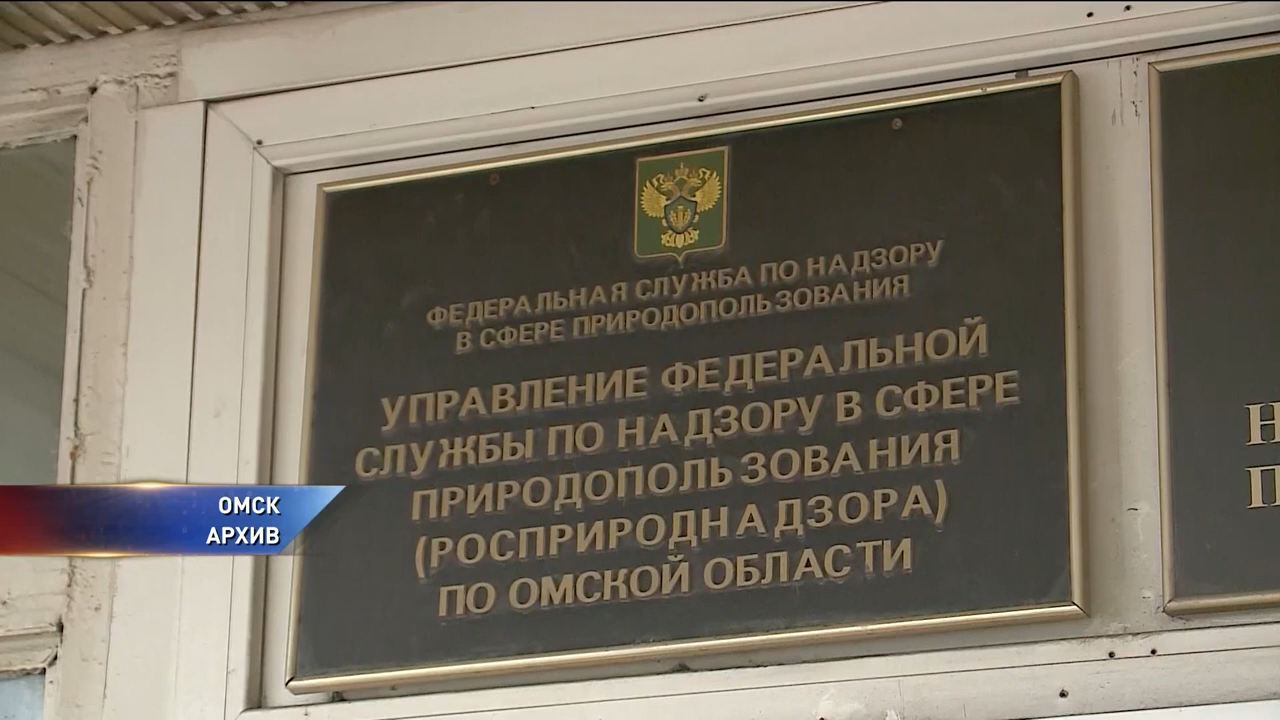 ФЕДЕРАЛЬНАЯ СЛУЖБА ПО НАДЗОРУ
В СФЕРЕ ПРИРОДОПОЛЬЗОВАНИЯ
УПРАВЛЕНИЕ ФЕДЕРАЛЬНОЙ
СЛУЖБЫ ПО НАДЗОРУ В СФЕРЕ
ПРИРОДОПОЛЬЗОВАНИЯ
(РОСПРИРОДНАДЗОРА)
ПО ОМСКОЙ ОБЛАСТИ
ОМСК
АРХИВ